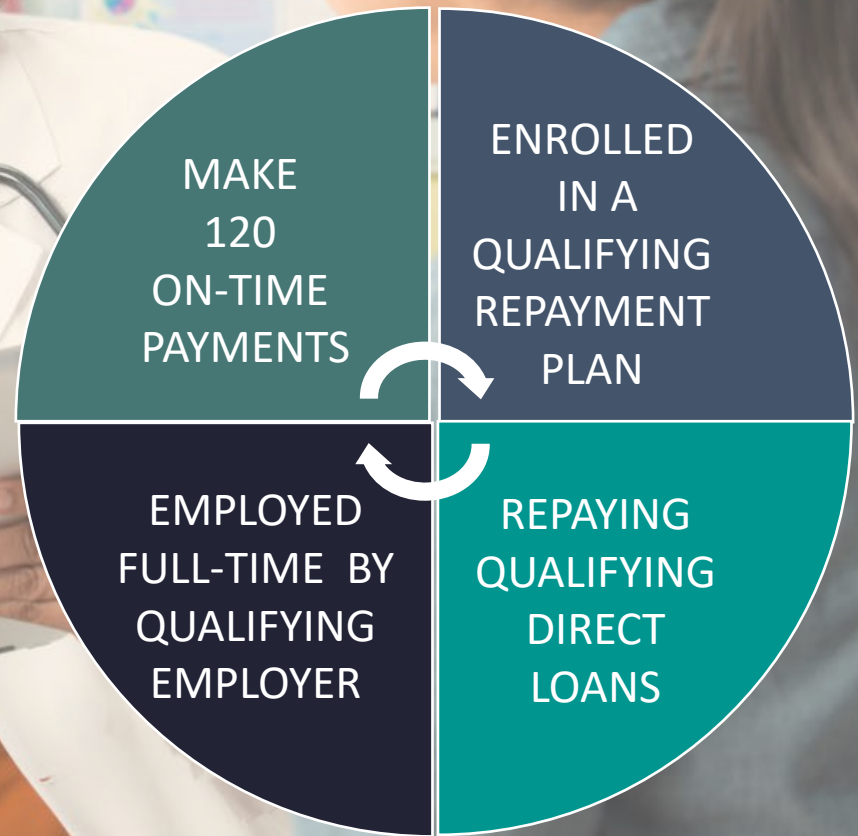 MAKE
120
ON-TIME
PAYMENTS
ENROLLED
IN A
QUALIFYING
REPAYMENT
PLAN
EMPLOYED
FULL-TIME BY
QUALIFYING
EMPLOYER
REPAYING
QUALIFYING
DIRECT
LOANS